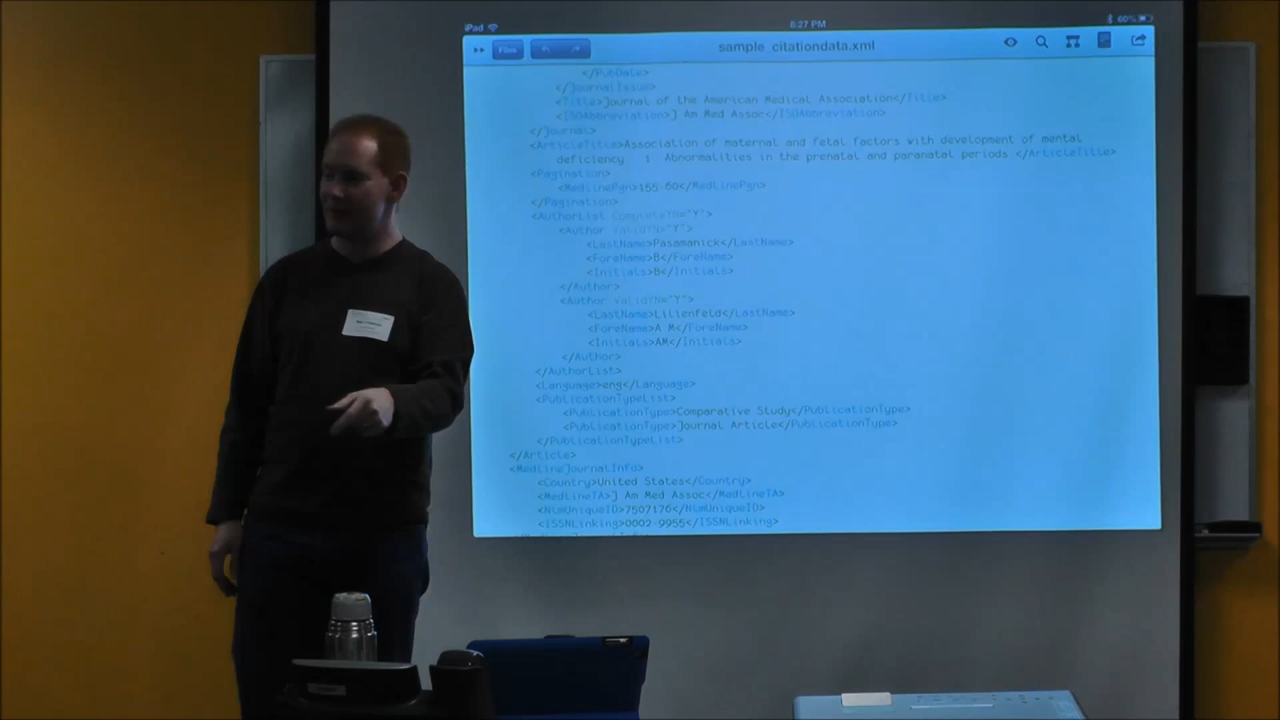 iPad 6:27 PM 60%
Files sample_citationdata.xml
</PubDate>
</JournalIssue>
<Title>Journal of the American Medical Association</Title>
<ISOAbbreviation>J Am Med Assoc</ISOAbbreviation>
</Journal>
<ArticleTitle>Association of maternal and fetal factors with development of mental
deficiency : Abnormalities in the prenatal and paranatal periods </ArticleTitle>
<Pagination>
<MedlinePgn>155-60</MedlinePgn>
</Pagination>
<AuthorList CompleteYN="Y">
<Author ValidYN="Y">
<LastName>Pasamanick</LastName>
<ForeName>B</ForeName>
<Initials>B</Initials>
</Author>
<Author ValidYN="Y">
<LastName>Lilienfeld</LastName>
<ForeName>A M</ForeName>
<Initials>AM</Initials>
</Author>
</AuthorList>
<Language>eng</Language>
<PublicationTypeList>
<PublicationType>Comparative Study</PublicationType>
<PublicationType>Journal Article</PublicationType>
</PublicationTypeList>
</Article>
<MedlineJournalInfo>
<Country>United States</Country>
<MedlineTA>J Am Med Assoc</MedlineTA>
<NlmUniqueID>7507176</NlmUniqueID>
<ISSNLinking>0002-9955</ISSNLinking>